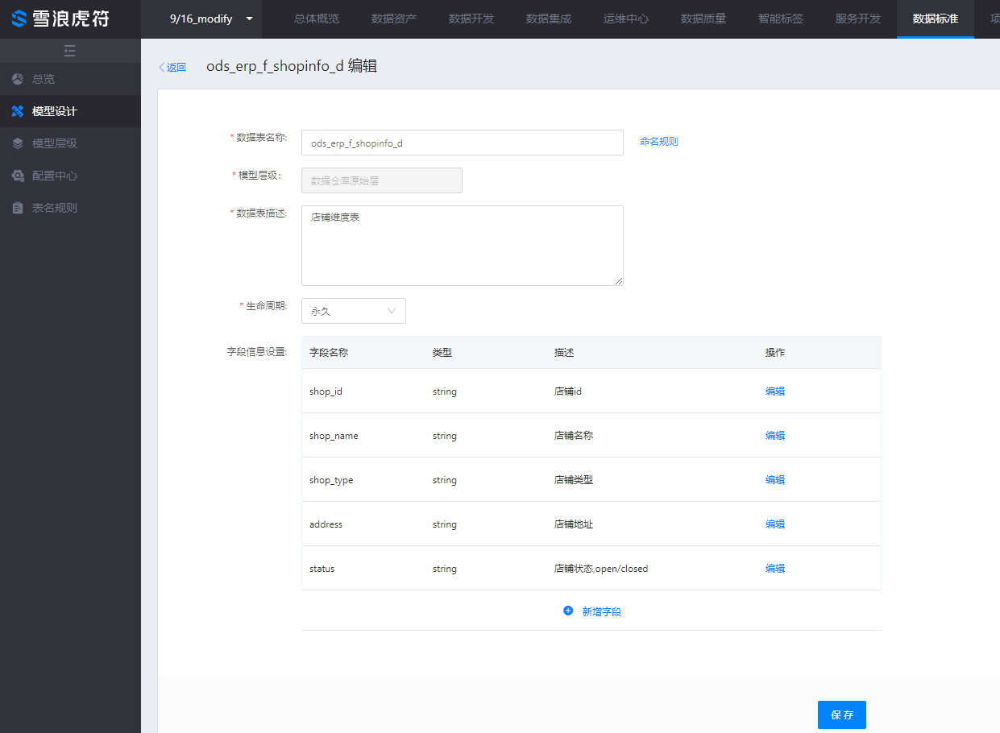 雪浪虎符
9/16_modify
总体概览
数据资产
数据开发
数据集成
运维中心
数据质量
智能标签
服务开发
数据标准
项
总览
模型设计
模型层级
配置中心
表名规则
返回
ods_erp_f_shopinfo_d 编辑
* 数据表名称:
ods_erp_f_shopinfo_d
命名规则
* 模型层级:
数据仓库原始层
* 数据表描述:
店铺维度表
* 生命周期:
永久
字段信息设置:
字段名称 类型 描述 操作
shop_id string 店铺id 编辑
shop_name string 店铺名称 编辑
shop_type string 店铺类型 编辑
address string 店铺地址 编辑
status string 店铺状态,open/closed 编辑
新增字段
保存